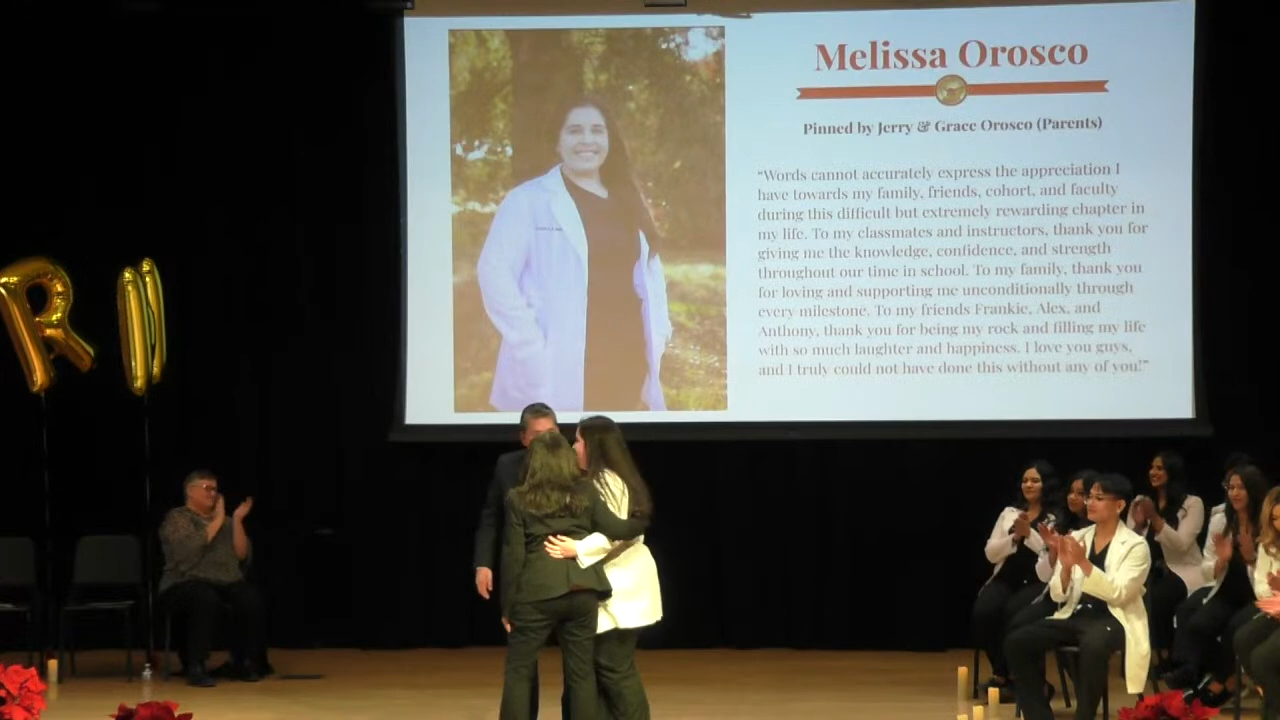 Melissa Orosco
Pinned by Jerry & Grace Orosco (Parents)
“Words cannot accurately express the appreciation I
have towards my family, friends, cohort, and faculty
during this difficult but extremely rewarding chapter in
my life. To my classmates and instructors, thank you for
giving me the knowledge, confidence, and strength
throughout our time in school. To my family, thank you
for loving and supporting me unconditionally through
every milestone. To my friends Frankie, Alex, and
Anthony, thank you for being my rock and filling my life
with so much laughter and happiness. I love you guys,
and I truly could not have done this without any of you!”
R